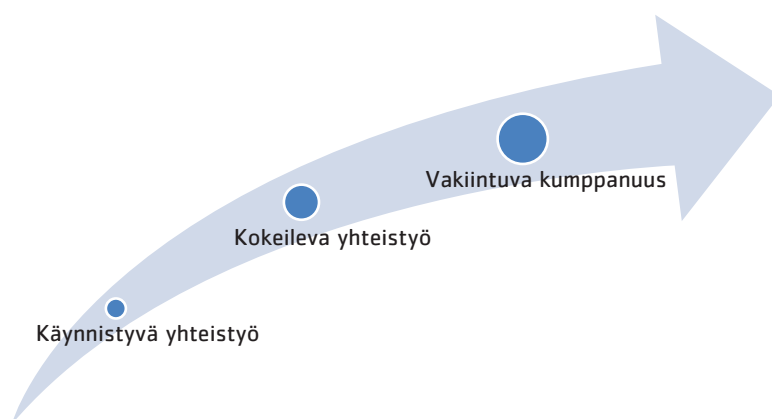 Vakiintuva kumppanuus
Kokeileva yhteistyö
Käynnistyvä yhteistyö